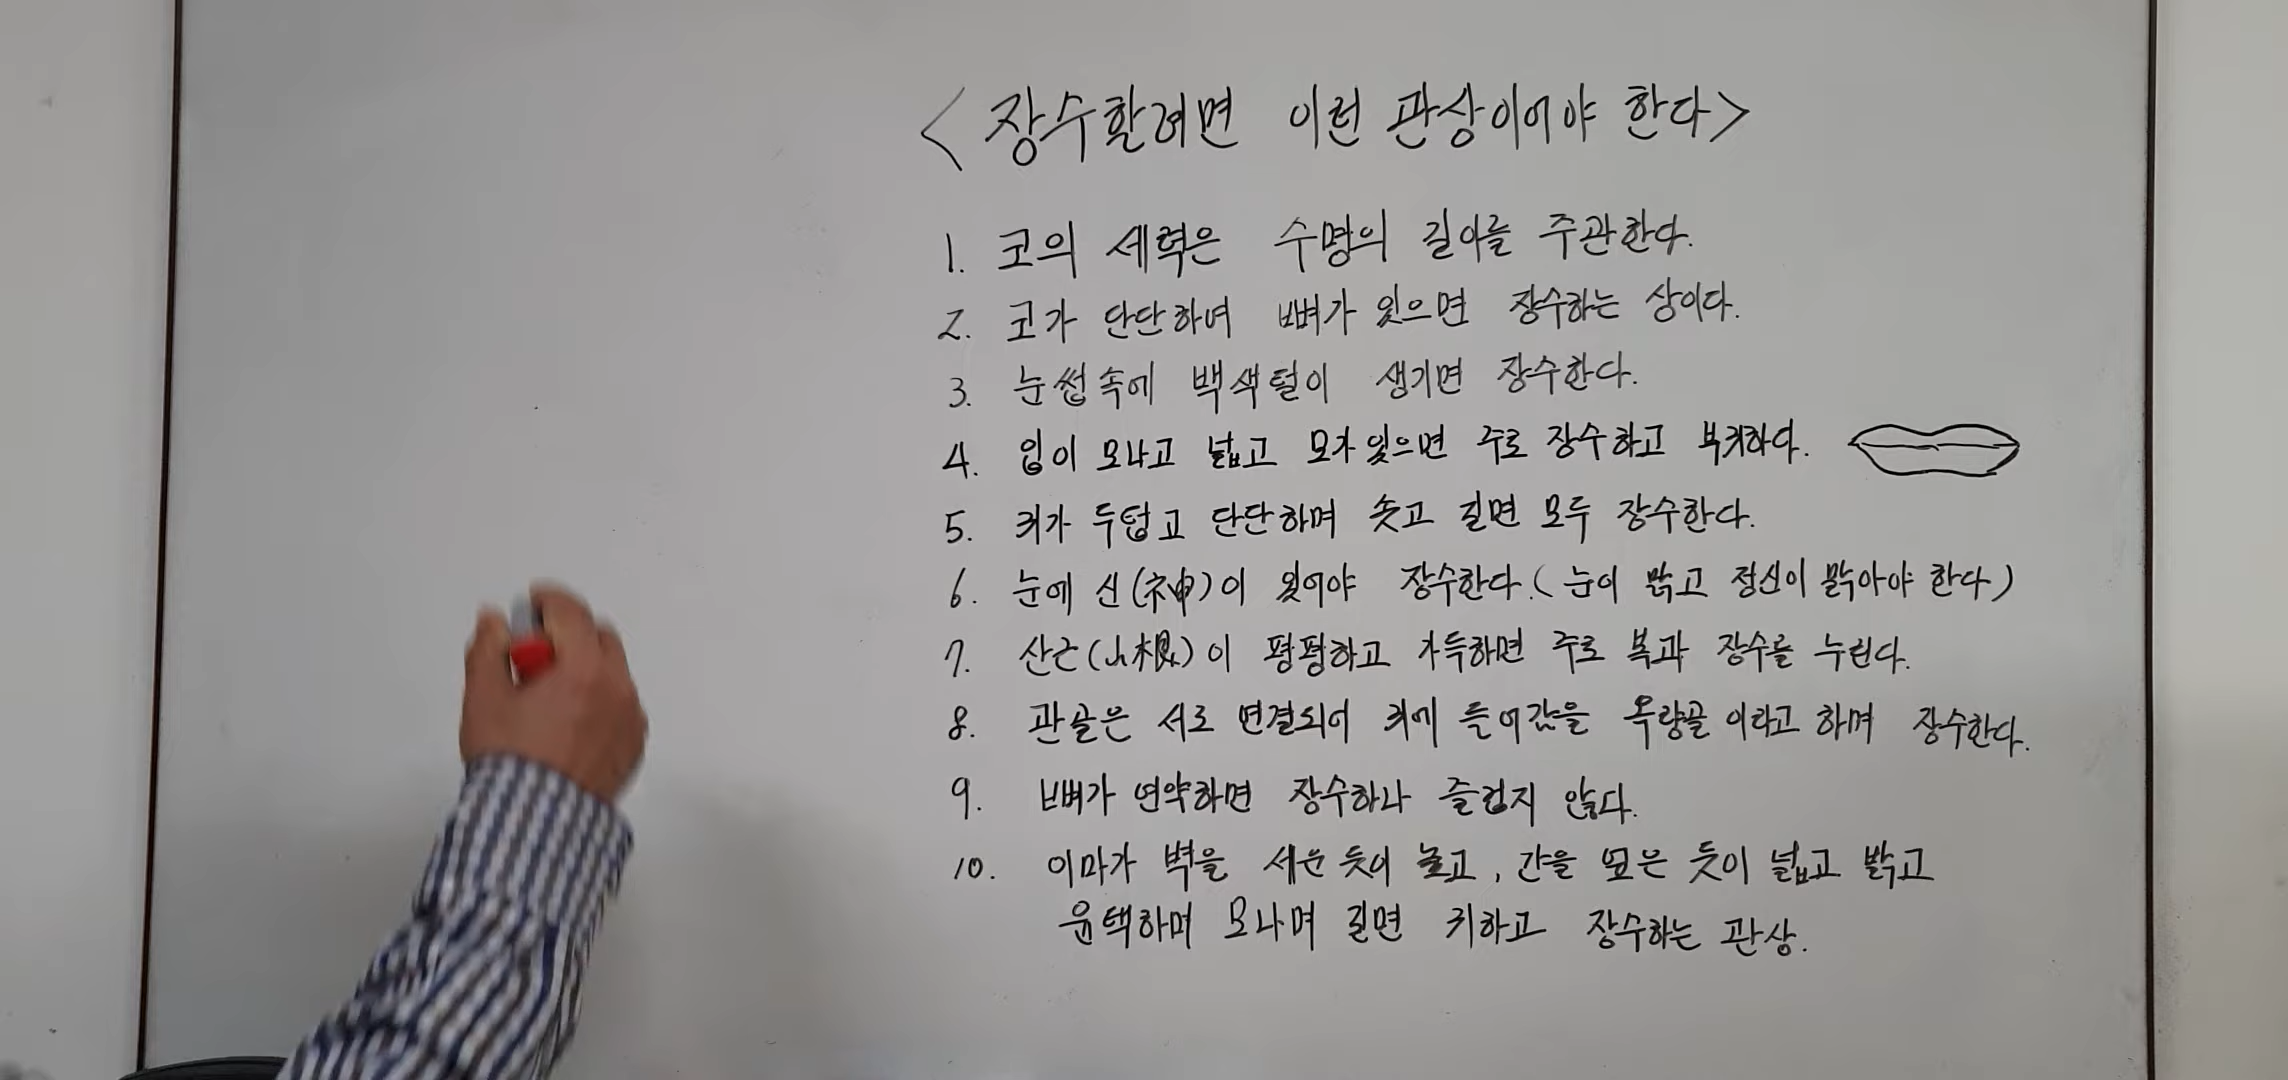 <장수할려면 이런 관상이어야 한다>
1. 코의 세력은 수명의 길이를 주관한다.
2. 코가 단단하여 뼈가 있으면 장수하는 상이다.
3. 눈썹속에 백색털이 생기면 장수한다.
4. 입이 모나고 넓고 모가 있으면 주로 장수하고 부귀하다.
5. 귀가 두텁고 단단하며 솟고 길면 모두 장수한다.
6. 눈에 신(神)이 있어야 장수한다.(눈이 맑고 정신이 맑아야 한다)
7. 산근(山根)이 평평하고 가득하면 주로 복과 장수를 누린다.
8. 관골은 서로 연결되어 귀에 들어갔을 옥량골이라고 하며 장수한다.
9. 뼈가 연약하면 장수하나 즐겁지 않다.
10. 이마가 벽을 세운 듯이 높고, 간을 엎은 듯이 넓고 밝고
윤택하며 모나며 길면 귀하고 장수하는 관상.